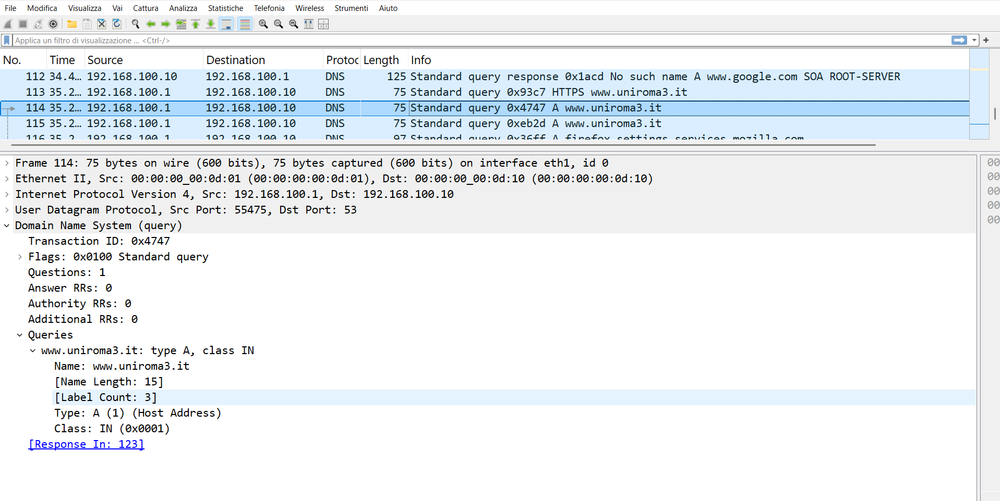 File Modifica Visualizza Vai Cattura Analizza Statistiche Telefonia Wireless Strumenti Aiuto
Applica un filtro di visualizzazione ... <Ctrl-/>
No. Time Source Destination Protoc Length Info
112 34.4… 192.168.100.10 192.168.100.1 DNS 125 Standard query response 0x1acd No such name A www.google.com SOA ROOT-SERVER
113 35.2… 192.168.100.1 192.168.100.10 DNS 75 Standard query 0x93c7 HTTPS www.uniroma3.it
114 35.2… 192.168.100.1 192.168.100.10 DNS 75 Standard query 0x4747 A www.uniroma3.it
115 35.2… 192.168.100.1 192.168.100.10 DNS 75 Standard query 0xeb2d A www.uniroma3.it
116 35.2 192.168.100.1 192.168.100.10 DNS 97 Standard query 0x36ff A firefox.settings.services.mozilla.com
Frame 114: 75 bytes on wire (600 bits), 75 bytes captured (600 bits) on interface eth1, id 0
Ethernet II, Src: 00:00:00_00:0d:01 (00:00:00:00:0d:01), Dst: 00:00:00_00:0d:10 (00:00:00:00:0d:10)
Internet Protocol Version 4, Src: 192.168.100.1, Dst: 192.168.100.10
User Datagram Protocol, Src Port: 55475, Dst Port: 53
Domain Name System (query)
Transaction ID: 0x4747
Flags: 0x0100 Standard query
Questions: 1
Answer RRs: 0
Authority RRs: 0
Additional RRs: 0
Queries
www.uniroma3.it: type A, class IN
Name: www.uniroma3.it
[Name Length: 15]
[Label Count: 3]
Type: A (1) (Host Address)
Class: IN (0x0001)
[Response In: 123]
00
00
00
00
00